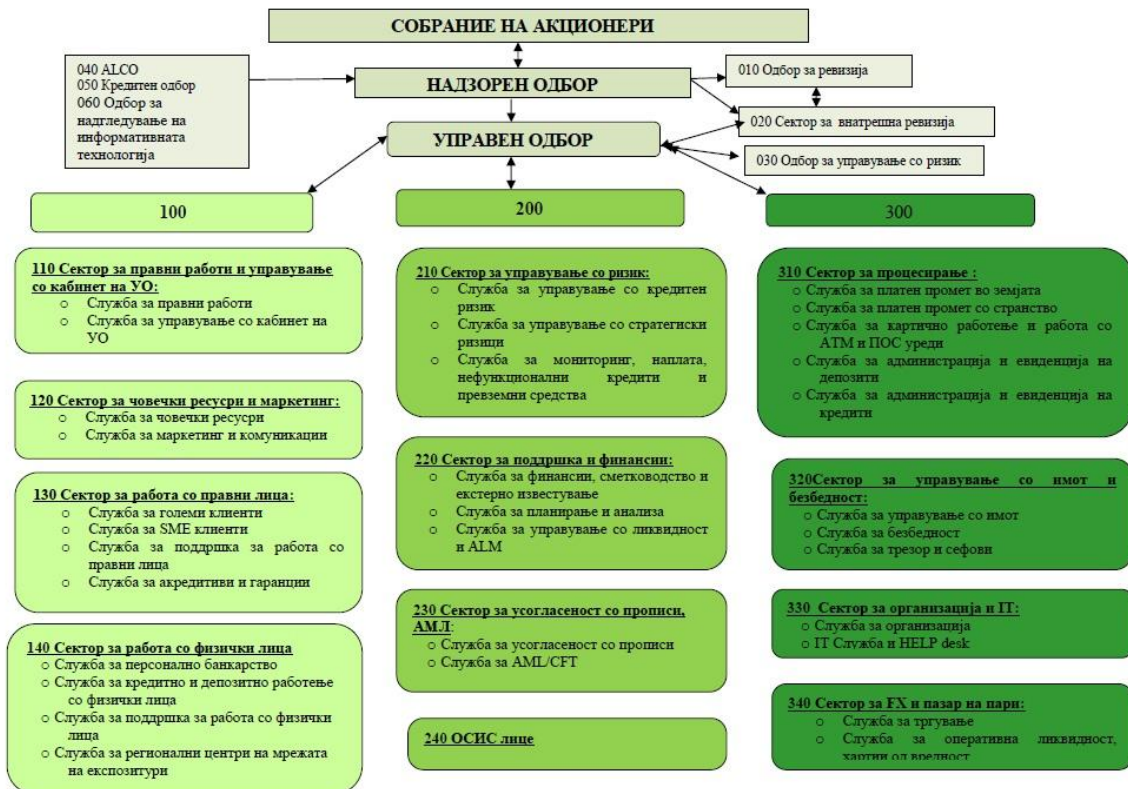 СОБРАНИЕ НА АКЦИОНЕРИ
040 ALCO
050 Кредитен одбор
060 Одбор за
надгледување на
информативната
технологија
НАДЗОРЕН ОДБОР
010 Одбор за ревизија
020 Сектор за внатрешна ревизија
УПРАВЕН ОДБОР
030 Одбор за управување со ризик
100
200
300
110 Сектор за правни работи и управување
со кабинет на УО:
o Служба за правни работи
o Служба за управување со кабинет на
УО
120 Сектор за човечки ресусри и маркетинг:
o Служба за човечки ресусри
o Служба за маркетинг и комуникации
130 Сектор за работа со правни лица:
o Служба за големи клиенти
o Служба за SME клиенти
o Служба за поддршка за работа со
правни лица
o Служба за акредитиви и гаранции
140 Сектор за работа со физички лица
o Служба за персонално банкарство
o Служба за кредитно и депозитно работење
со физички лица
o Служба за поддршка за работа со физички
лица
o Служба за регионални центри на мрежата
на експозитури
210 Сектор за управување со ризик:
o Служба за управување со кредитен
ризик
o Служба за управување со стратегиски
ризици
o Служба за мониторинг, наплата,
нефункционални кредити и
превземни средства
220 Сектор за поддршка и финансии:
o Служба за финансии, сметководство и
екстерно известување
o Служба за планирање и анализа
o Служба за управување со ликвидност
и ALM
230 Сектор за усогласеност со прописи,
АМЛ:
o Служба за усогласеност со прописи
o Служба за AML/CFT
240 ОСИС лице
310 Сектор за процесирање :
o Служба за платен промет во земјата
o Служба за платен промет со странство
o Служба за картично работење и работа со
АТМ и ПОС уреди
o Служба за администрација и евиденција на
депозити
o Служба за администрација и евиденција на
кредити
320Сектор за управување со имот и
безбедност:
o Служба за управување со имот
o Служба за безбедност
o Служба за трезор и сефови
330 Сектор за организација и IT:
o Служба за организација
o IT Служба и HELP desk
340 Сектор за FX и пазар на пари:
o Служба за тргување
o Служба за оперативна ликвидност,
хартии од вредност